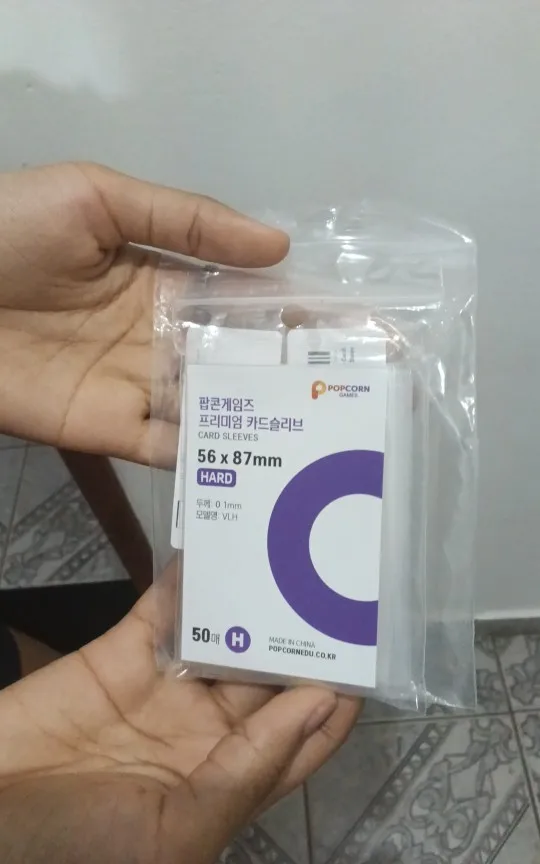 POPCORN
GAMES
팝콘게임즈
프리미엄 카드슬리브
CARD SLEEVES
56 x 87mm
HARD
두께: 0.1mm
모델명: VLH
50매 H
MADE IN CHINA
POPCORNEDU.CO.KR